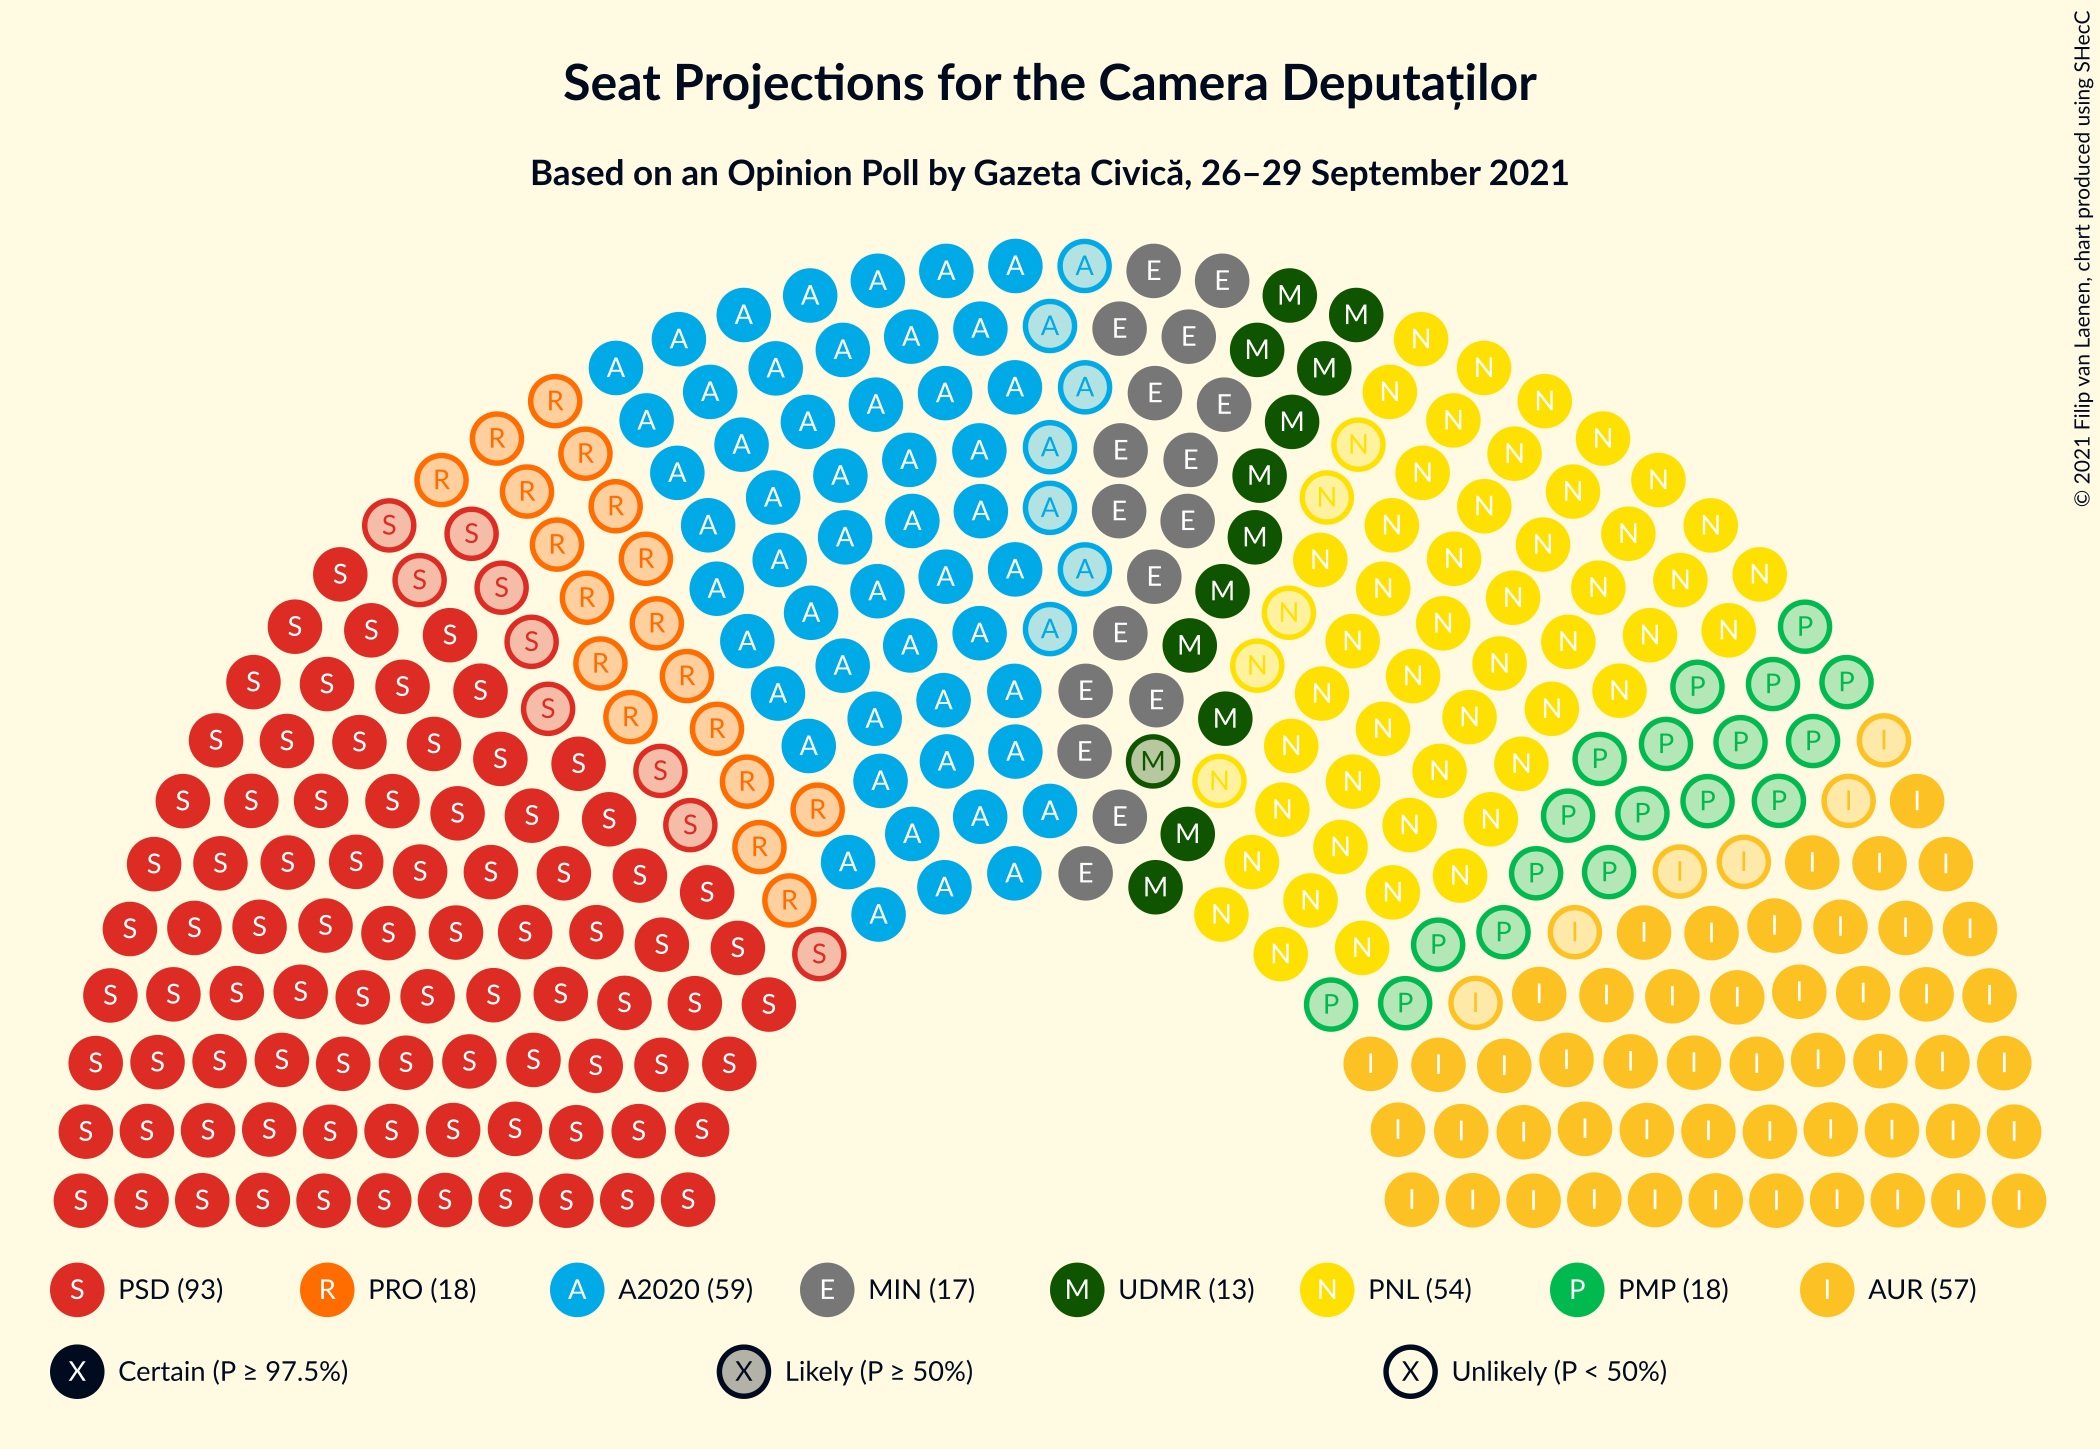 Seat Projections for the Camera Deputaților
Based on an Opinion Poll by Gazeta Civică, 26–29 September 2021
© 2021 Filip van Laenen, chart produced using SHecC
S PSD (93) R PRO (18) A A2020 (59) E MIN (17) M UDMR (13) N PNL (54) P PMP (18) I AUR (57)
X Certain (P ≥ 97.5%) X Likely (P ≥ 50%) X Unlikely (P < 50%)